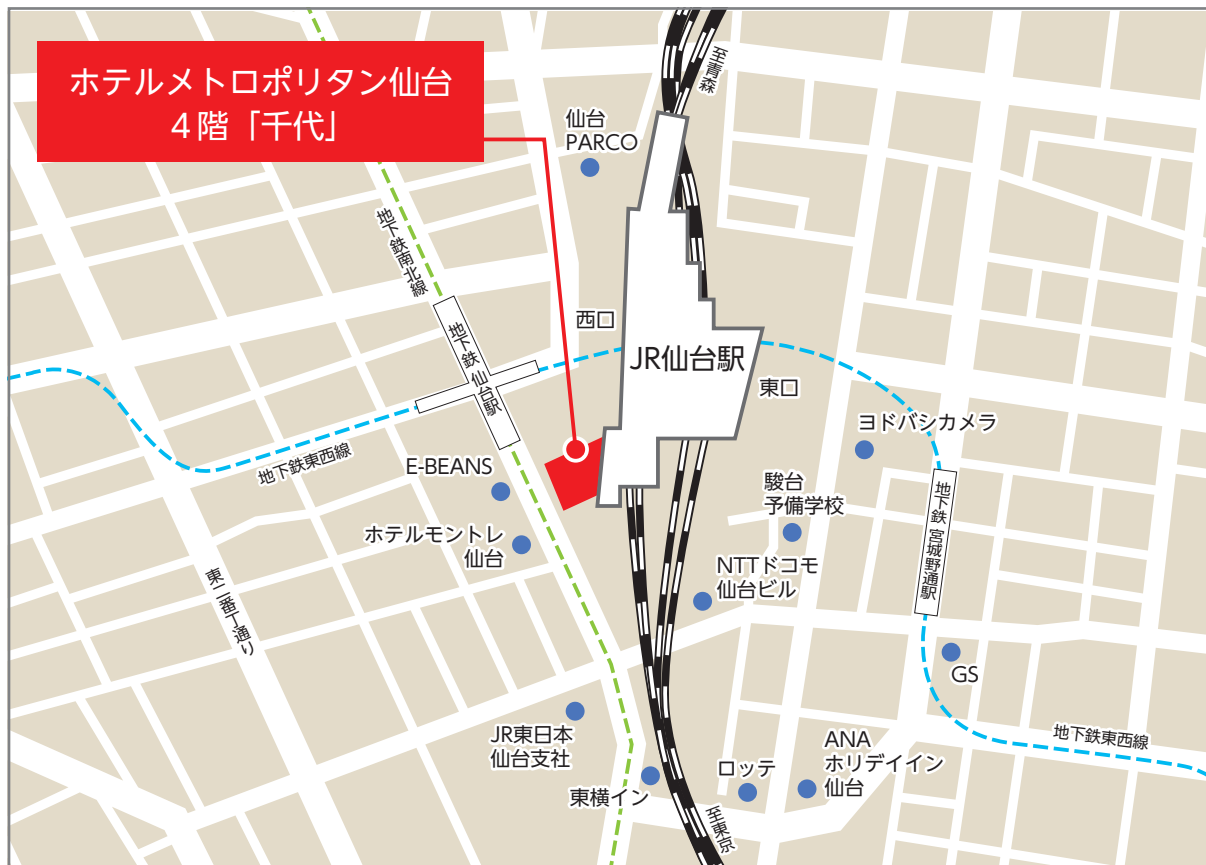 ホテルメトロポリタン仙台
4階「千代」
至青森
仙台
PARCO
地下鉄南北線
西口
地下鉄 仙台駅
JR仙台駅
東口
ヨドバシカメラ
地下鉄東西線
E-BEANS
駿台
予備学校
地下鉄 宮城野通駅
ホテルモントレ
仙台
NTTドコモ
仙台ビル
東二番丁通り
GS
JR東日本
仙台支社
ANA
ホリデイイン
仙台
地下鉄東西線
東横イン
ロッテ
至東京